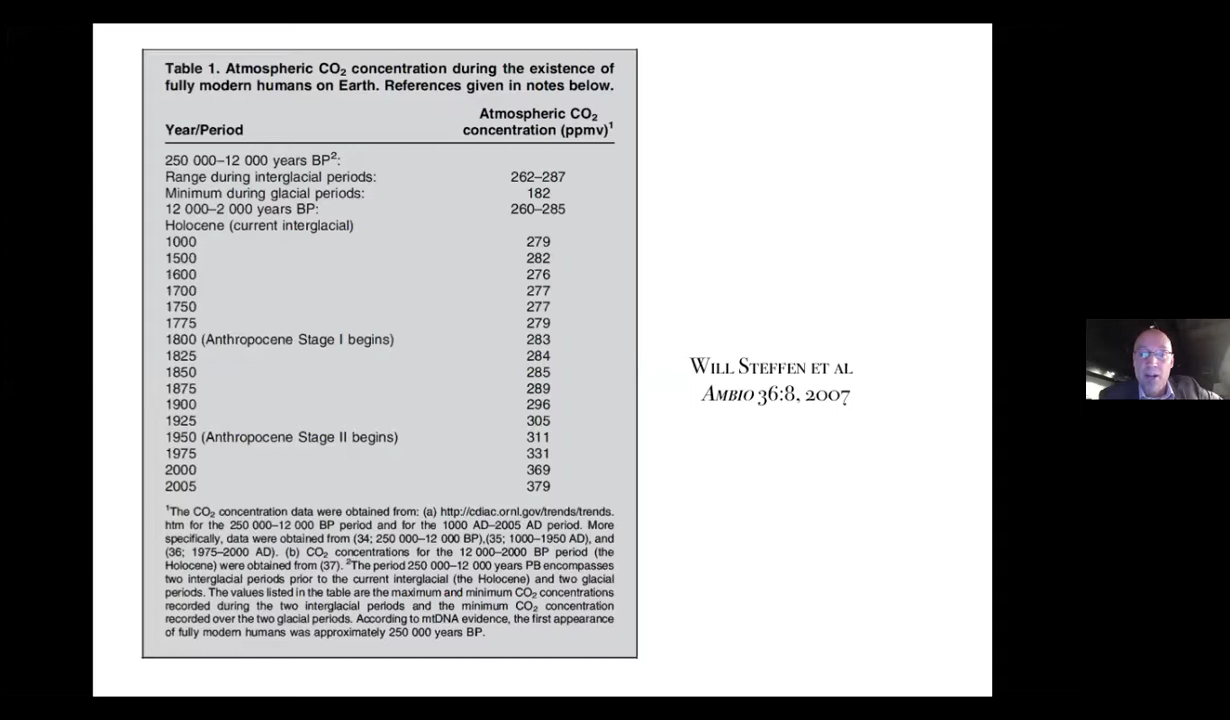 Table 1. Atmospheric CO₂ concentration during the existence of
fully modern humans on Earth. References given in notes below.
Year/Period
Atmospheric CO₂
concentration (ppmv)¹
250 000–12 000 years BP²:
Range during interglacial periods: 262–287
Minimum during glacial periods: 182
12 000–2 000 years BP: 260–285
Holocene (current interglacial)
1000 279
1500 282
1600 276
1700 277
1750 277
1775 279
1800 (Anthropocene Stage I begins) 283
1825 284
1850 285
1875 289
1900 296
1925 305
1950 (Anthropocene Stage II begins) 311
1975 331
2000 369
2005 379
¹The CO₂ concentration data were obtained from: (a) http://cdiac.ornl.gov/trends/trends.
htm for the 250 000–12 000 BP period and for the 1000 AD–2005 AD period. More
specifically, data were obtained from (34; 250 000–12 000 BP),(35; 1000–1950 AD), and
(36; 1975–2000 AD). (b) CO₂ concentrations for the 12 000–2000 BP period (the
Holocene) were obtained from (37). ²The period 250 000–12 000 years PB encompasses
two interglacial periods prior to the current interglacial (the Holocene) and two glacial
periods. The values listed in the table are the maximum and minimum CO₂ concentrations
recorded during the two interglacial periods and the minimum CO₂ concentration
recorded over the two glacial periods. According to mtDNA evidence, the first appearance
of fully modern humans was approximately 250 000 years BP.
Will Steffen et al
Ambio 36:8, 2007